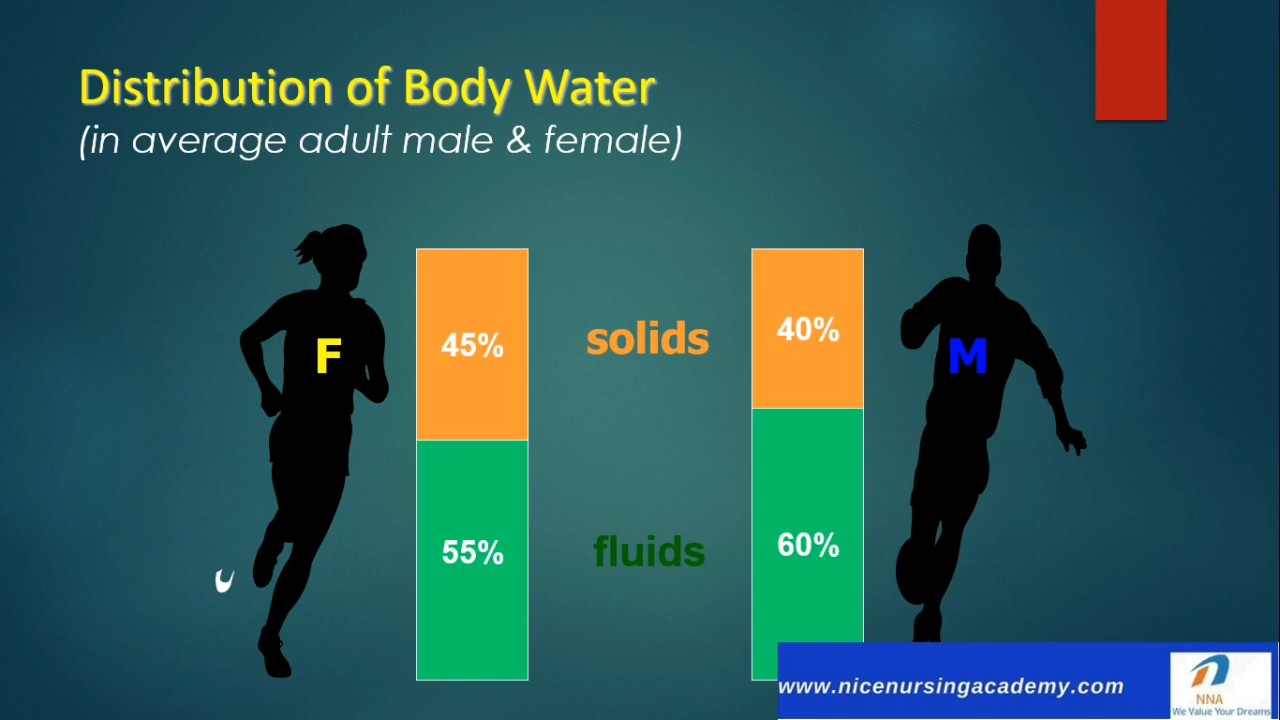 Distribution of Body Water
(in average adult male & female)
F
45%
solids
40%
M
55%
fluids
60%
www.nicenursingacademy.com
NNA
We Value Your Dreams